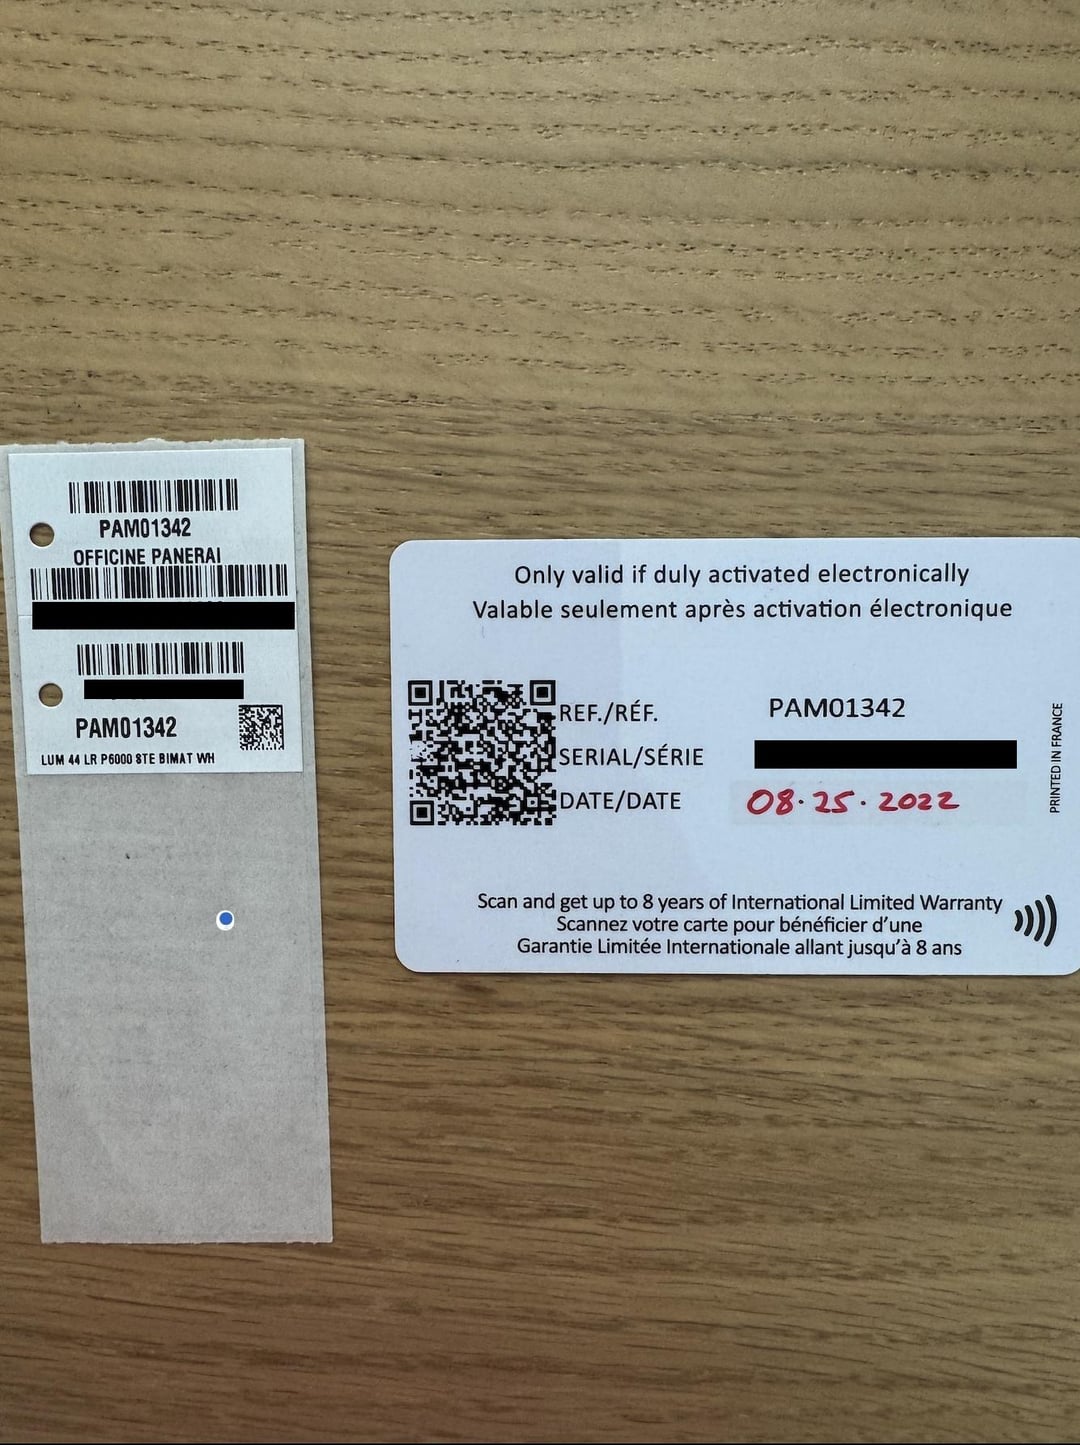 PAM01342
OFFICINE PANERAI
PAM01342
LUM 44 LR P6000 STE BIMAT WH
Only valid if duly activated electronically
Valable seulement après activation électronique
REF./RÉF. PAM01342
SERIAL/SÉRIE
DATE/DATE 08·25·2022
Scan and get up to 8 years of International Limited Warranty
Scannez votre carte pour bénéficier d'une
Garantie Limitée Internationale allant jusqu'à 8 ans
PRINTED IN FRANCE